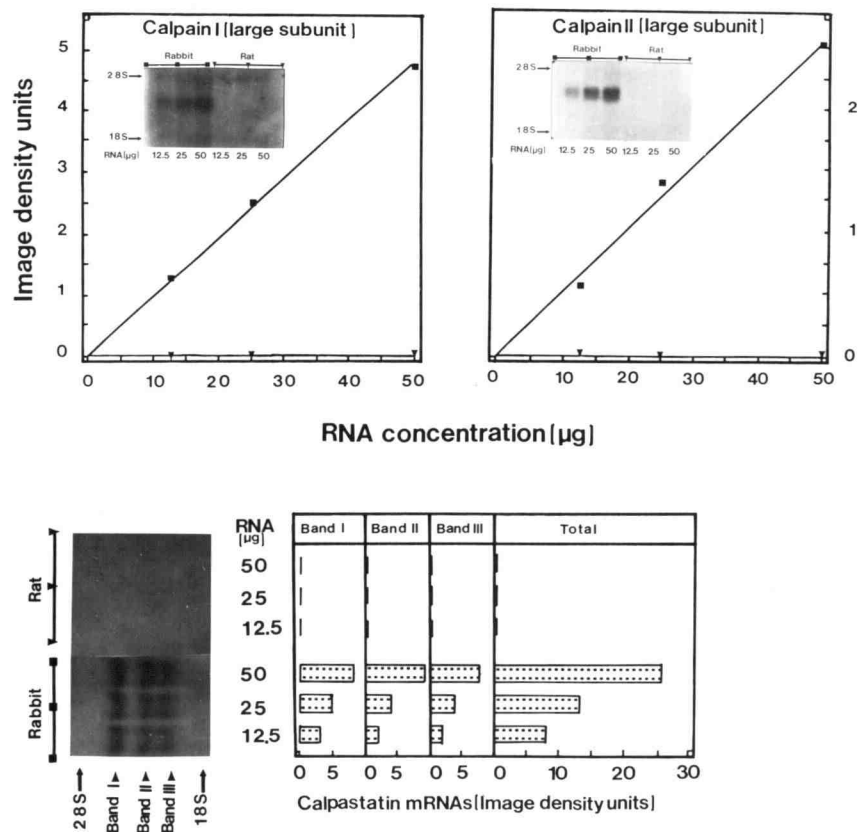 Calpain I [large subunit]
Rabbit Rat
28S→
18S→
RNA[µg] 12.5 25 50 12.5 25 50
Image density units
5
4
3
2
1
0
0 10 20 30 40 50
Calpain II [large subunit]
Rabbit Rat
28S→
18S→
RNA[µg] 12.5 25 50 12.5 25 50
2
1
0
0 10 20 30 40 50
RNA concentration [µg]
Rat
Rabbit
28S→
Band I►
Band II►
Band III►
18S→
RNA [µg]
Band I Band II Band III Total
50
25
12.5
50
25
12.5
0 5 0 5 0 5 0 10 20 30
Calpastatin mRNAs [Image density units]